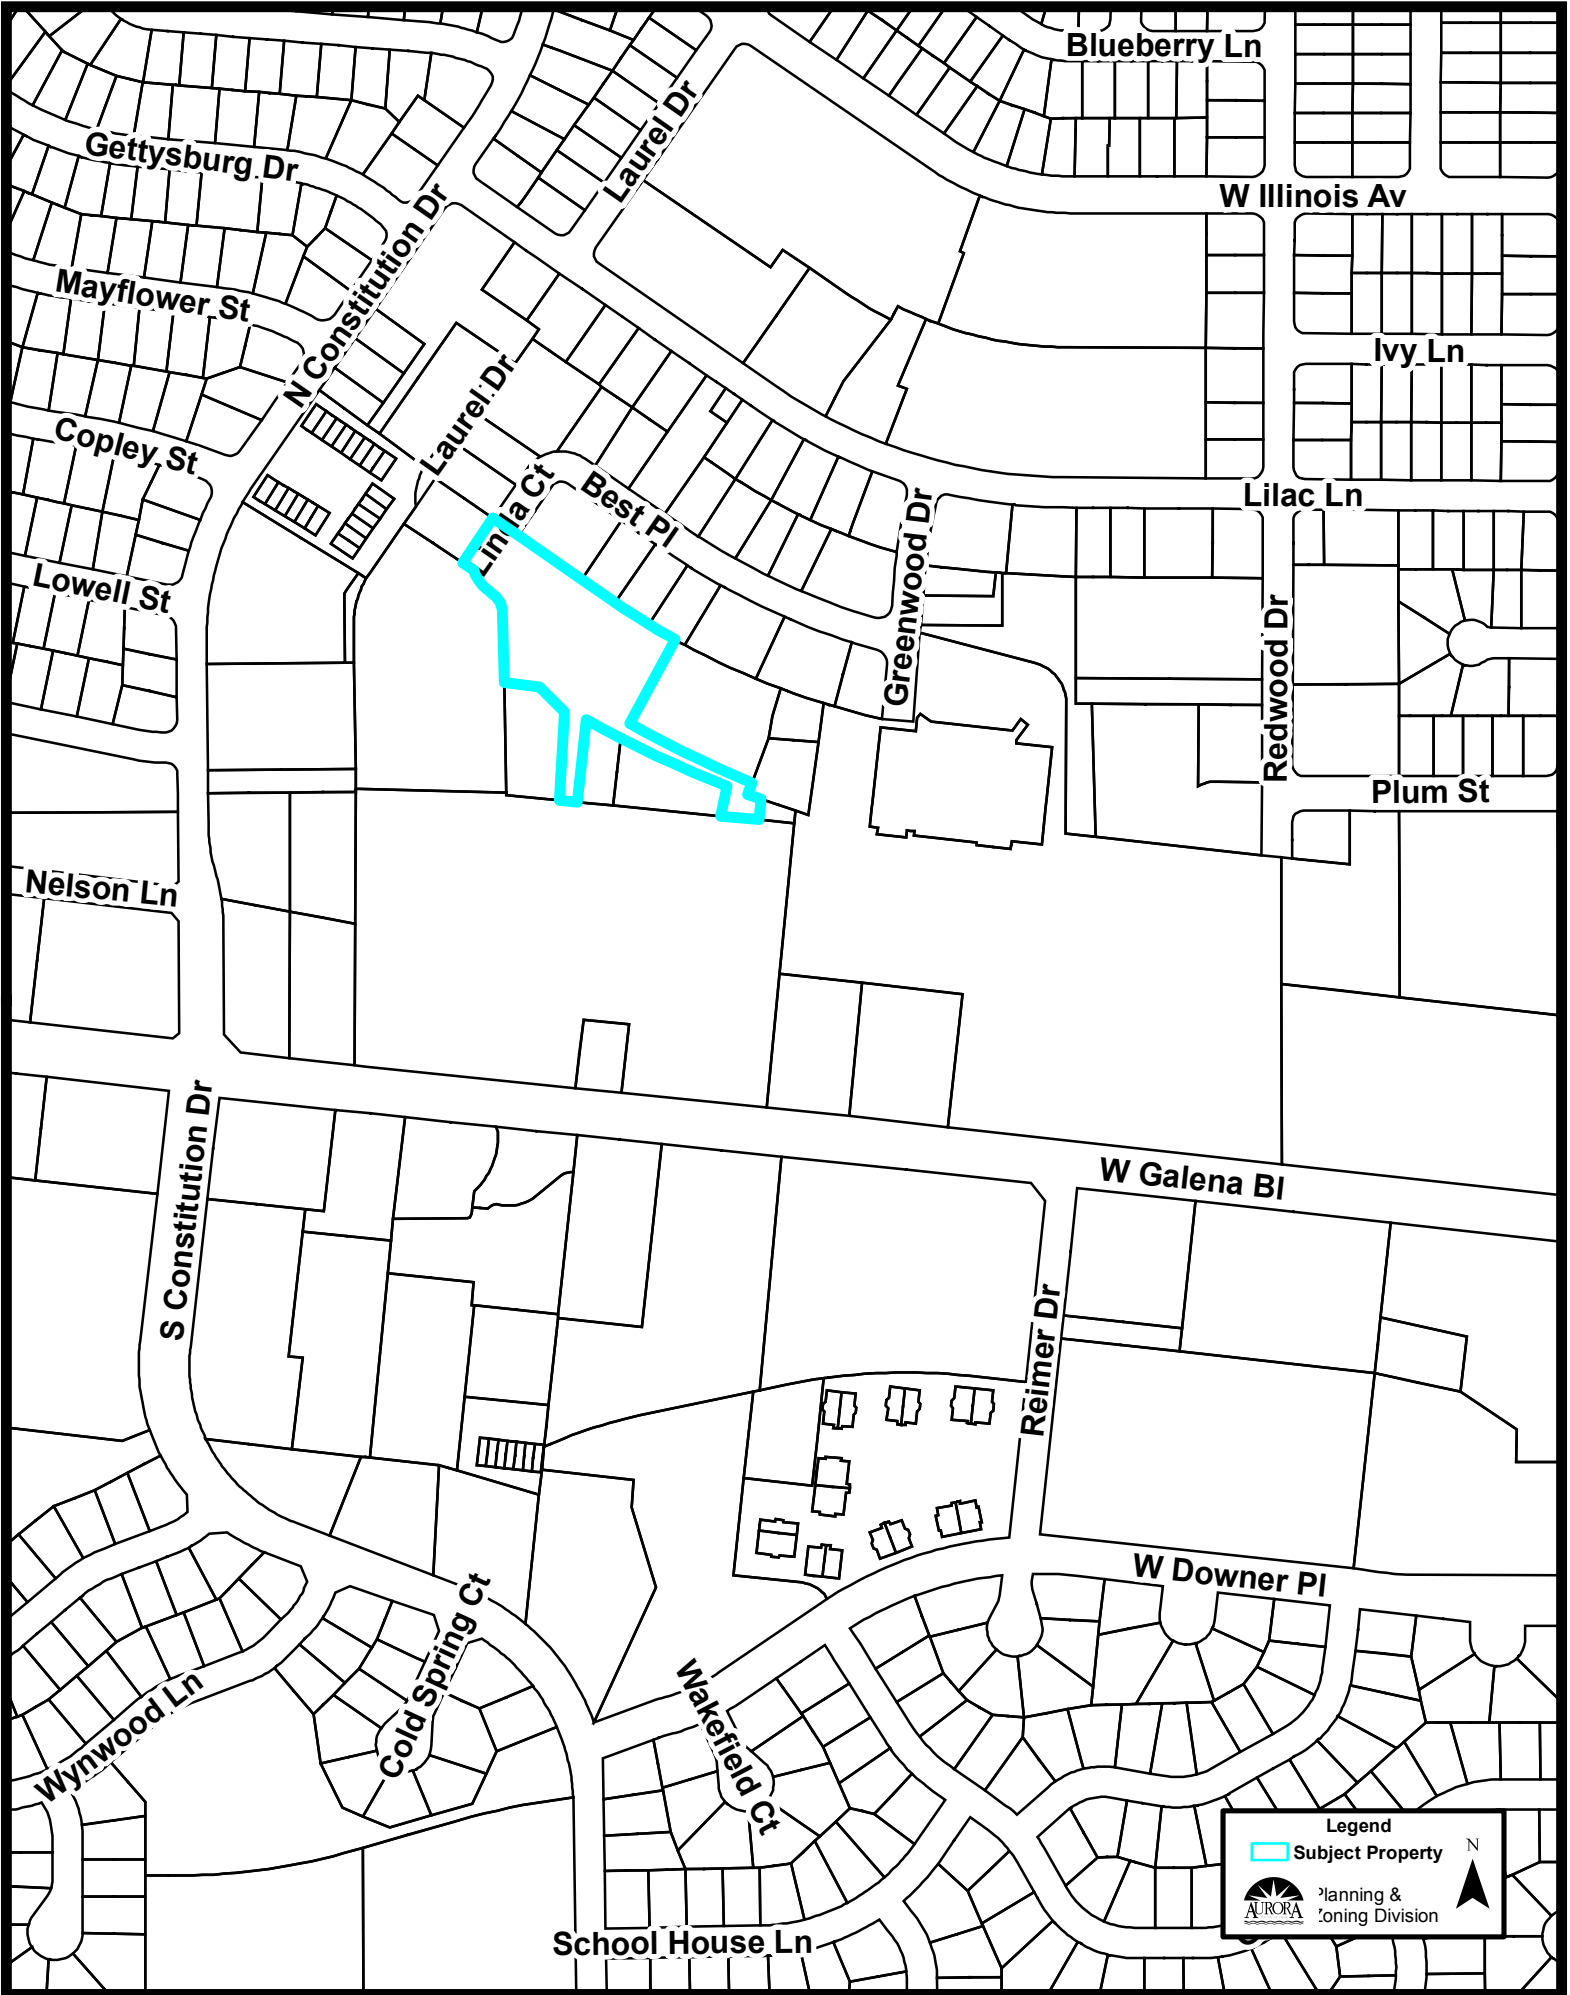 Blueberry Ln
Laurel Dr
Gettysburg Dr
W Illinois Av
N Constitution Dr
Mayflower St
Ivy Ln
Laurel Dr
Copley St
Linda Ct
Best Pl
Lilac Ln
Greenwood Dr
Lowell St
Redwood Dr
Plum St
Nelson Ln
S Constitution Dr
W Galena Bl
Reimer Dr
W Downer Pl
Cold Spring Ct
Wakefield Ct
Wynwood Ln
School House Ln
Legend
Subject Property
N
AURORA
Planning &
Zoning Division